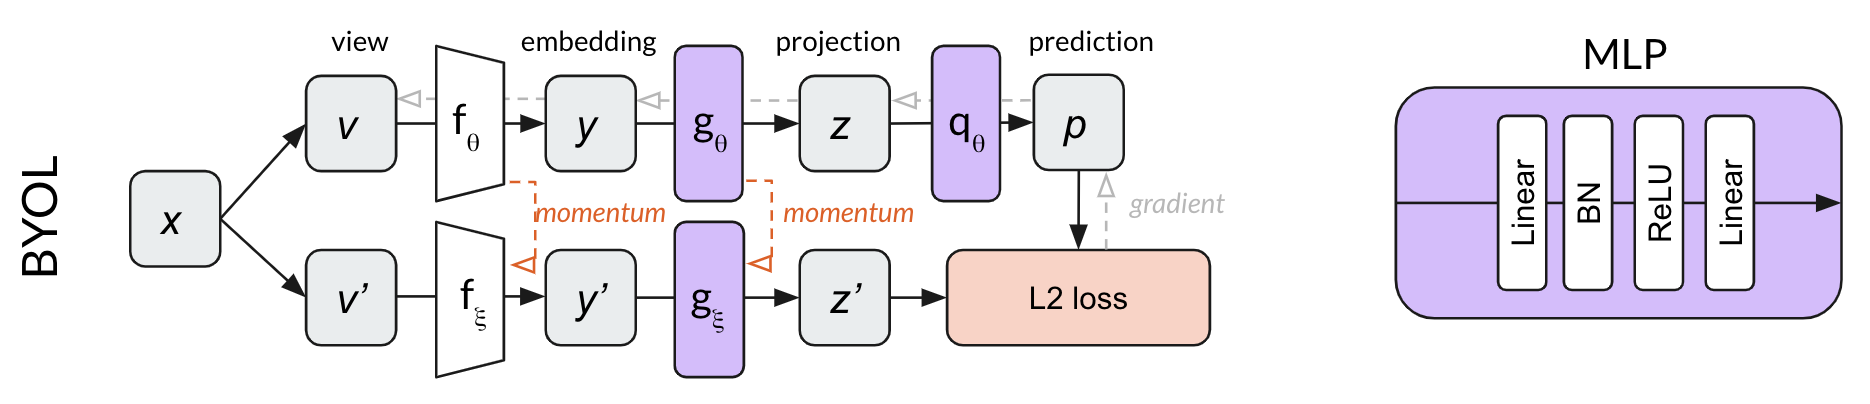 BYOL
view
embedding
projection
prediction
x
v
fθ
y
gθ
z
qθ
p
momentum
momentum
gradient
v’
fξ
y’
gξ
z’
L2 loss
MLP
Linear
BN
ReLU
Linear